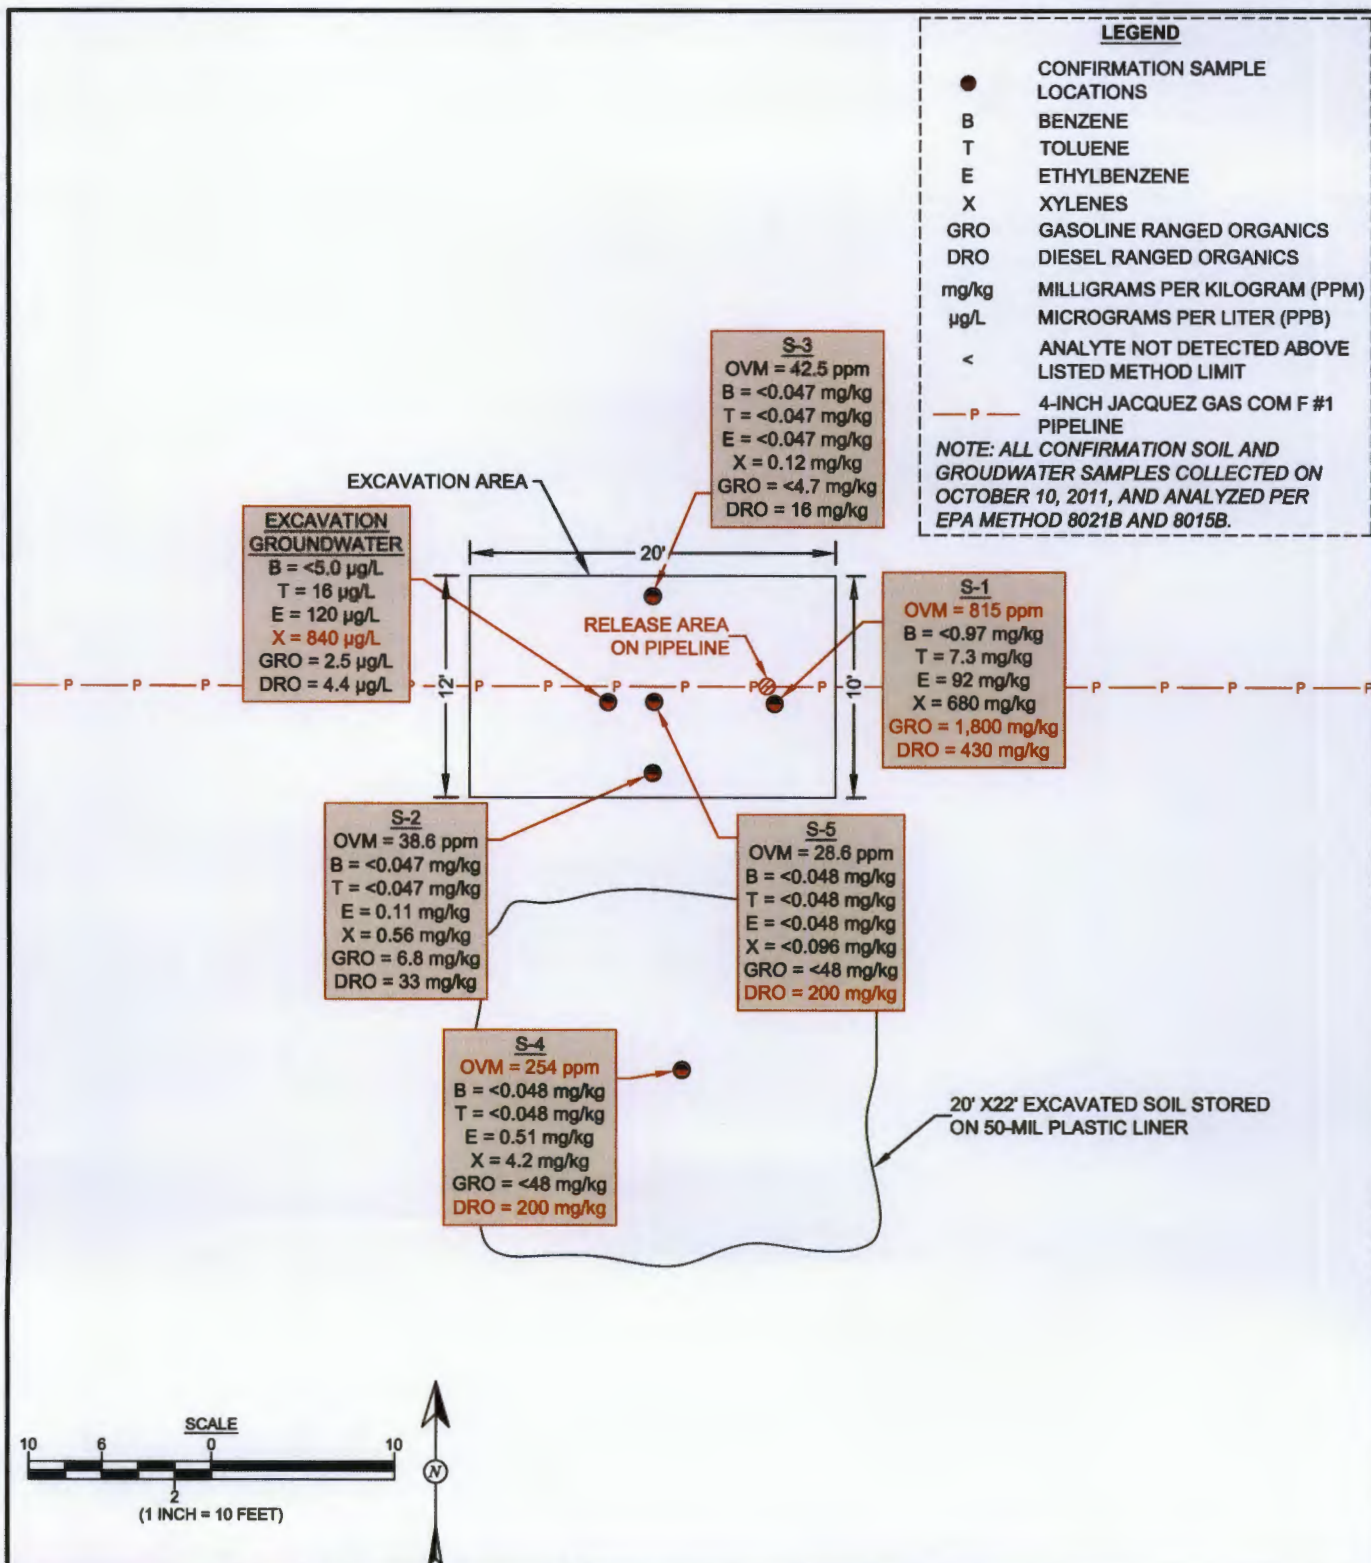 LEGEND
CONFIRMATION SAMPLE
LOCATIONS
B BENZENE
T TOLUENE
E ETHYLBENZENE
X XYLENES
GRO GASOLINE RANGED ORGANICS
DRO DIESEL RANGED ORGANICS
mg/kg MILLIGRAMS PER KILOGRAM (PPM)
µg/L MICROGRAMS PER LITER (PPB)
< ANALYTE NOT DETECTED ABOVE
LISTED METHOD LIMIT
P 4-INCH JACQUEZ GAS COM F #1
PIPELINE
NOTE: ALL CONFIRMATION SOIL AND
GROUDWATER SAMPLES COLLECTED ON
OCTOBER 10, 2011, AND ANALYZED PER
EPA METHOD 8021B AND 8015B.
S-3
OVM = 42.5 ppm
B = <0.047 mg/kg
T = <0.047 mg/kg
E = <0.047 mg/kg
X = 0.12 mg/kg
GRO = <4.7 mg/kg
DRO = 16 mg/kg
EXCAVATION AREA
EXCAVATION
GROUNDWATER
B = <5.0 µg/L
T = 16 µg/L
E = 120 µg/L
X = 840 µg/L
GRO = 2.5 µg/L
DRO = 4.4 µg/L
20'
12'
10'
RELEASE AREA
ON PIPELINE
S-1
OVM = 815 ppm
B = <0.97 mg/kg
T = 7.3 mg/kg
E = 92 mg/kg
X = 680 mg/kg
GRO = 1,800 mg/kg
DRO = 430 mg/kg
P P P P P P P P P P P P P P P
S-2
OVM = 38.6 ppm
B = <0.047 mg/kg
T = <0.047 mg/kg
E = 0.11 mg/kg
X = 0.56 mg/kg
GRO = 6.8 mg/kg
DRO = 33 mg/kg
S-5
OVM = 28.6 ppm
B = <0.048 mg/kg
T = <0.048 mg/kg
E = <0.048 mg/kg
X = <0.096 mg/kg
GRO = <48 mg/kg
DRO = 200 mg/kg
S-4
OVM = 254 ppm
B = <0.048 mg/kg
T = <0.048 mg/kg
E = 0.51 mg/kg
X = 4.2 mg/kg
GRO = <48 mg/kg
DRO = 200 mg/kg
20' X22' EXCAVATED SOIL STORED
ON 50-MIL PLASTIC LINER
SCALE
10 6 0 10
2
(1 INCH = 10 FEET)
N